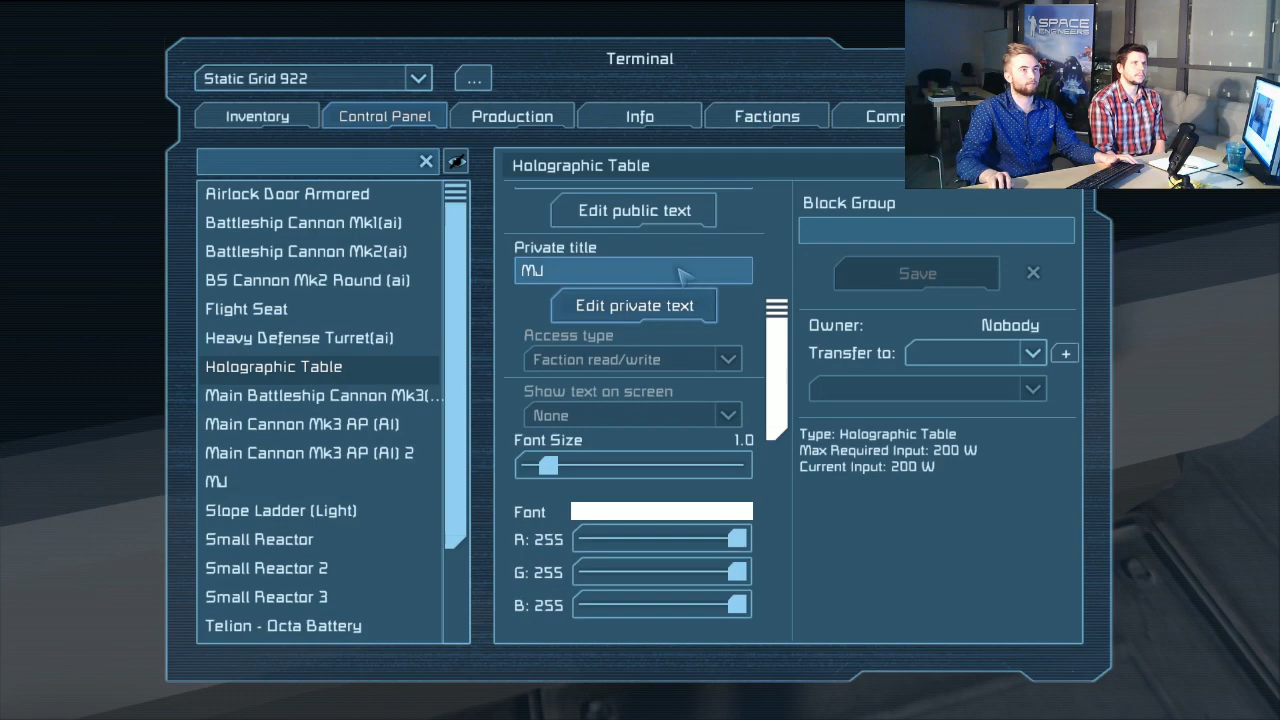 SPACE
ENGINEERS
Terminal
Static Grid 922
...
Inventory
Control Panel
Production
Info
Factions
Comm
Airlock Door Armored
Battleship Cannon Mk1(ai)
Battleship Cannon Mk2(ai)
BS Cannon Mk2 Round (ai)
Flight Seat
Heavy Defense Turret(ai)
Holographic Table
Main Battleship Cannon Mk3(...
Main Cannon Mk3 AP (AI)
Main Cannon Mk3 AP (AI) 2
MJ
Slope Ladder (Light)
Small Reactor
Small Reactor 2
Small Reactor 3
Telion - Octa Battery
Holographic Table
Edit public text
Private title
MJ
Edit private text
Access type
Faction read/write
Show text on screen
None
Font Size 1.0
Font
R: 255
G: 255
B: 255
Block Group
Save
Owner: Nobody
Transfer to:
Type: Holographic Table
Max Required Input: 200 W
Current Input: 200 W